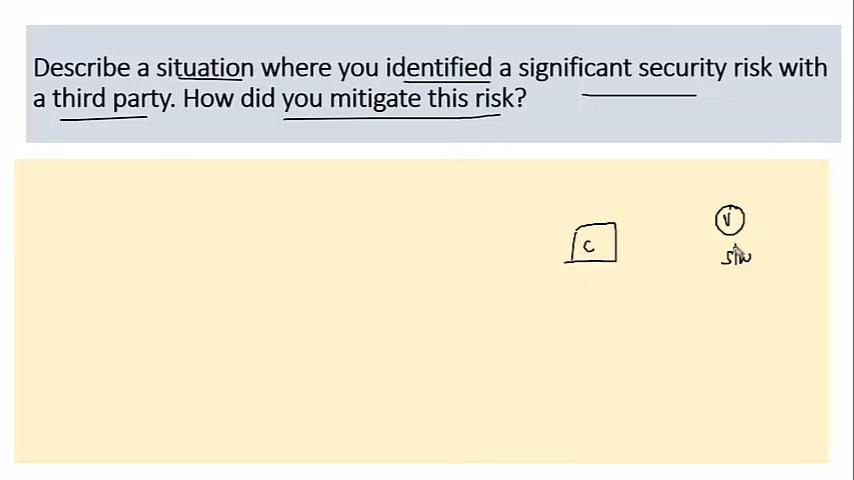 Describe a situation where you identified a significant security risk with
a third party. How did you mitigate this risk?
V
C